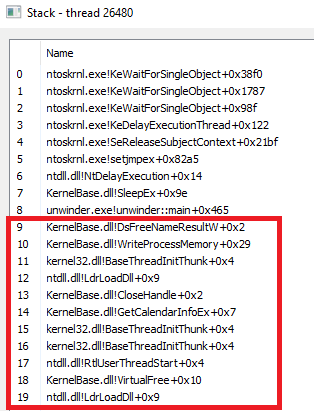 Stack - thread 26480
Name
0 ntoskrnl.exe!KeWaitForSingleObject+0x38f0
1 ntoskrnl.exe!KeWaitForSingleObject+0x1787
2 ntoskrnl.exe!KeWaitForSingleObject+0x98f
3 ntoskrnl.exe!KeDelayExecutionThread+0x122
4 ntoskrnl.exe!SeReleaseSubjectContext+0x21bf
5 ntoskrnl.exe!setjmpex+0x82a5
6 ntdll.dll!NtDelayExecution+0x14
7 KernelBase.dll!SleepEx+0x9e
8 unwinder.exe!unwinder::main+0x465
9 KernelBase.dll!DsFreeNameResultW+0x2
10 KernelBase.dll!WriteProcessMemory+0x29
11 kernel32.dll!BaseThreadInitThunk+0x4
12 ntdll.dll!LdrLoadDll+0x9
13 KernelBase.dll!CloseHandle+0x2
14 KernelBase.dll!GetCalendarInfoEx+0x7
15 kernel32.dll!BaseThreadInitThunk+0x4
16 kernel32.dll!BaseThreadInitThunk+0x4
17 ntdll.dll!RtlUserThreadStart+0x4
18 KernelBase.dll!VirtualFree+0x10
19 ntdll.dll!LdrLoadDll+0x9